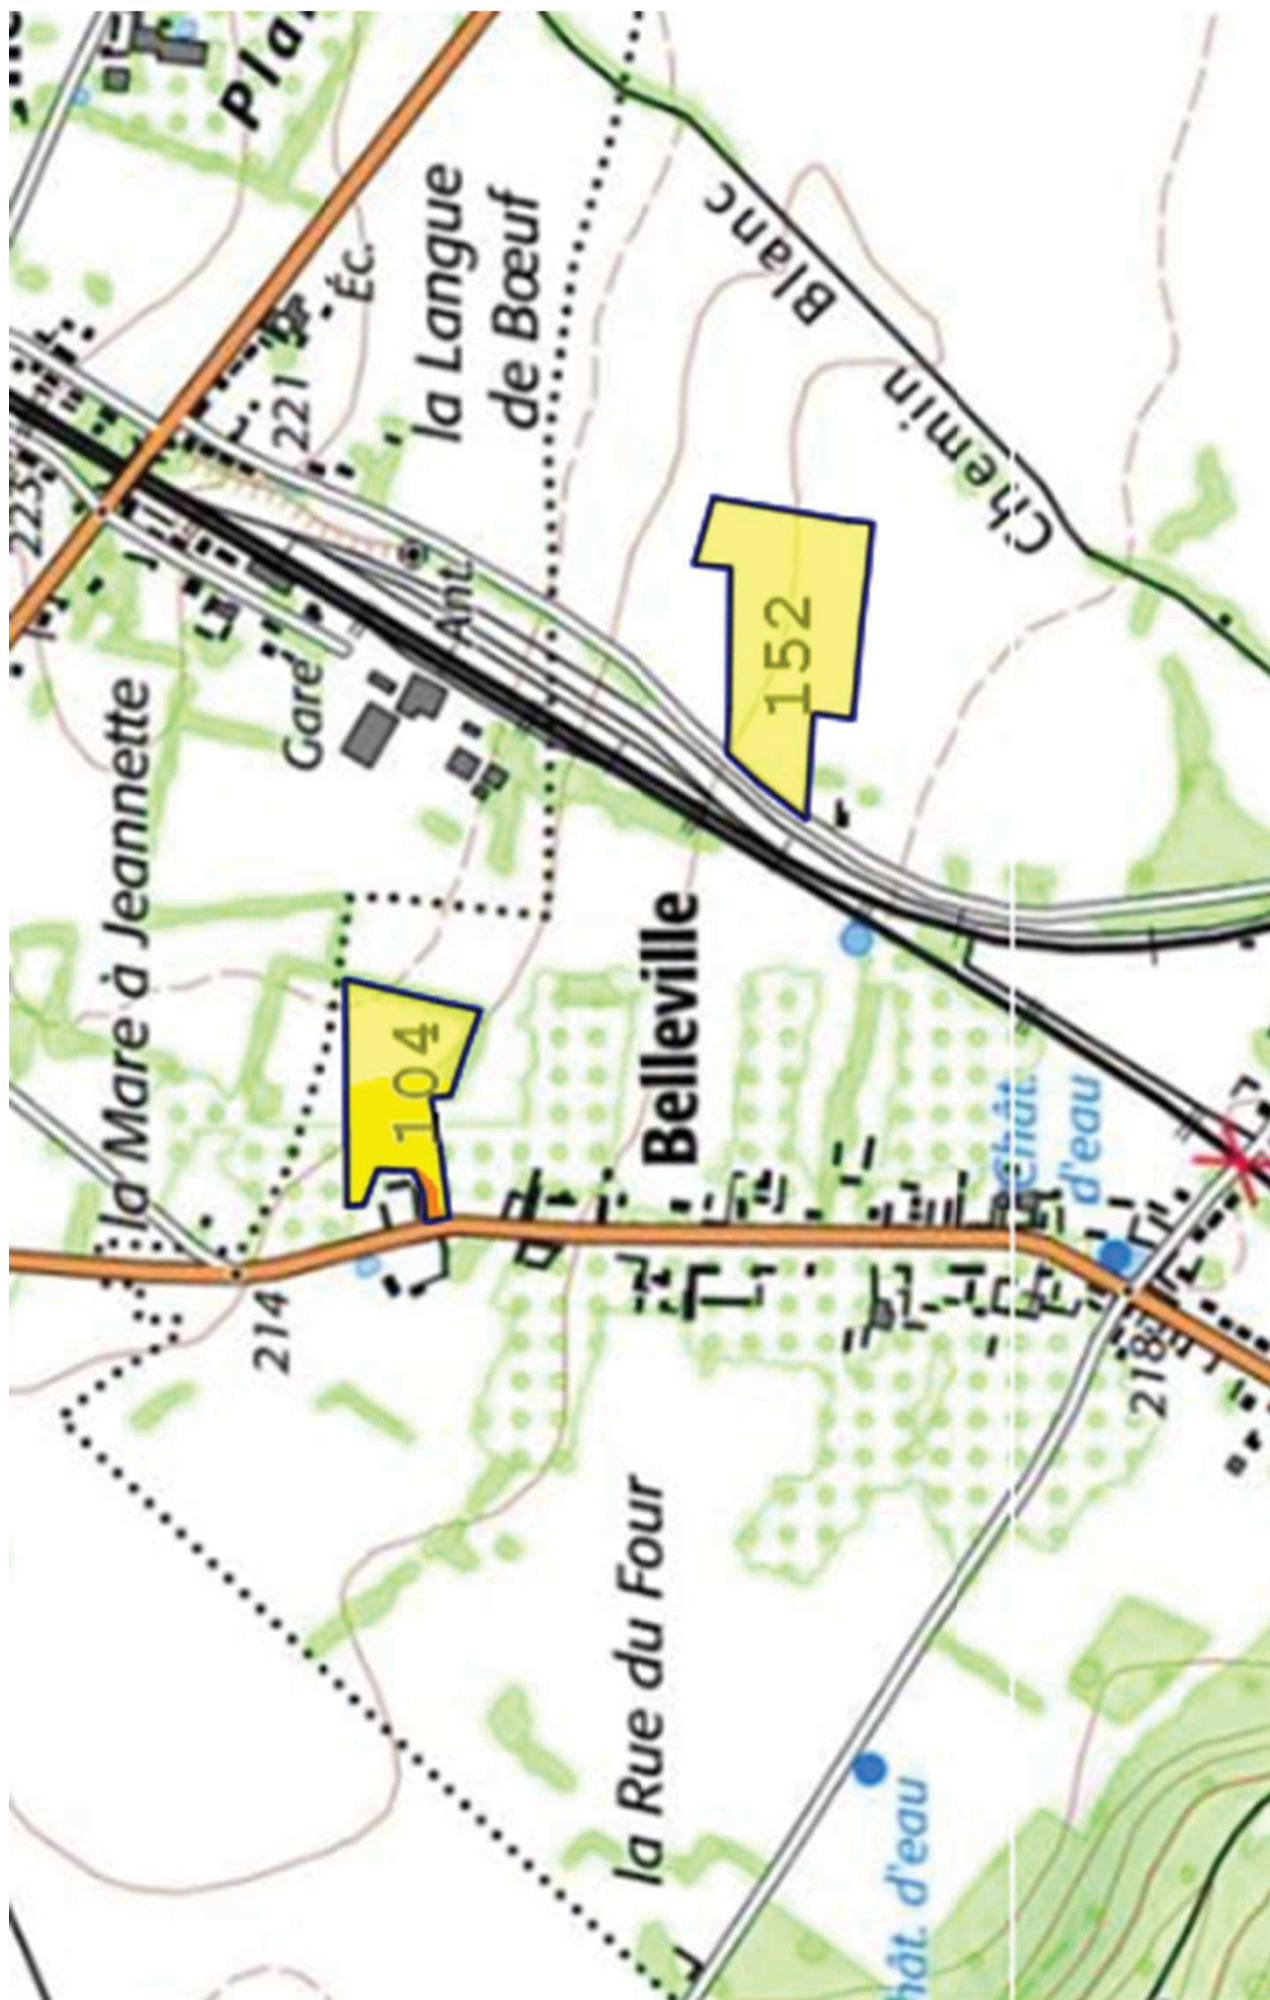 Pla
Éc.
la Langue
de Bœuf
221
225
Blanc
Chemin
Ant.
Gare
la Mare à Jeannette
152
104
Belleville
Chât.
d'eau
214
218
la Rue du Four
hât. d'eau